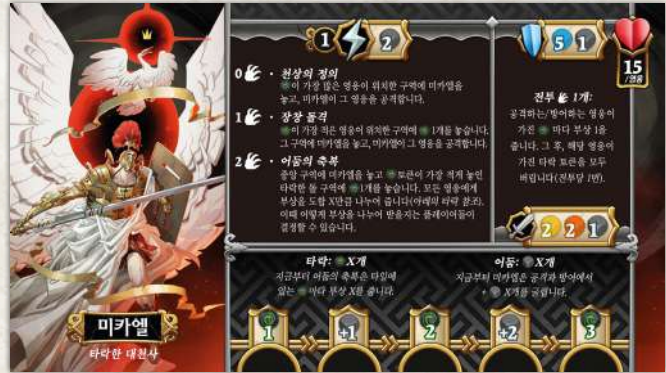 1 2
5 1
15
/영웅
0 · 천상의 정의
이 가장 많은 영웅이 위치한 구역에 미카엘을
놓고, 미카엘이 그 영웅을 공격합니다.
1 · 장창 돌격
이 가장 적은 영웅이 위치한 구역에 1개를 놓습니다.
그 구역에 미카엘을 놓고, 미카엘이 그 영웅을 공격합니다.
2 · 어둠의 축복
중앙 구역에 미카엘을 놓고 토큰이 가장 적게 놓인
타락한 돌 구역에 1개를 놓습니다. 모든 영웅에게
부상을 도합 X만큼 나누어 줍니다(아래의 타락 참조).
이때 어떻게 부상을 나누어 받을지는 플레이어들이
결정할 수 있습니다.
전투 1개:
공격하는/방어하는 영웅이
가진 마다 부상 1을
줍니다. 그 후, 해당 영웅이
가진 타락 토큰을 모두
버립니다(전투당 1번).
2 2 1
타락: X개
지금부터 어둠의 축복은 타일에
있는 마다 부상 X를 줍니다.
어둠: X개
지금부터 미카엘은 공격과 방어에서
+ X개를 굴립니다.
미카엘
타락한 대천사
1 +1 2 +2 3